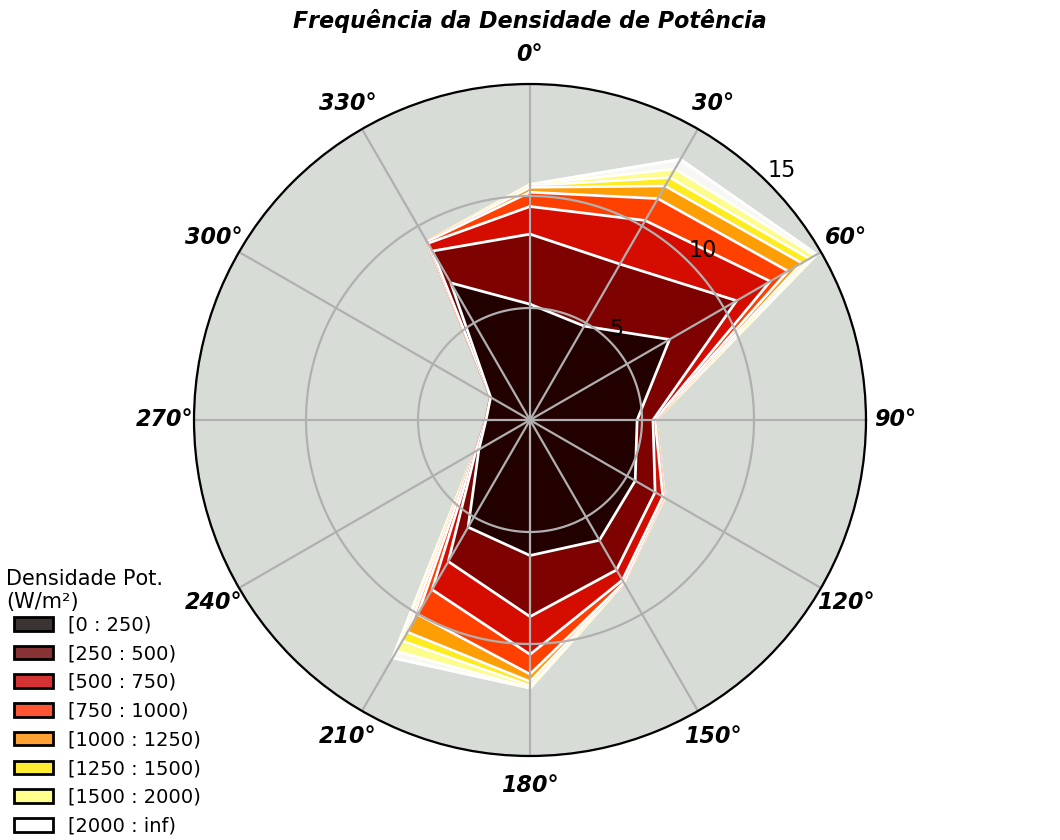 Frequência da Densidade de Potência
0°
330°
30°
15
300°
60°
10
5
270°
90°
240°
120°
210°
150°
180°
Densidade Pot.
(W/m²)
[0 : 250)
[250 : 500)
[500 : 750)
[750 : 1000)
[1000 : 1250)
[1250 : 1500)
[1500 : 2000)
[2000 : inf)